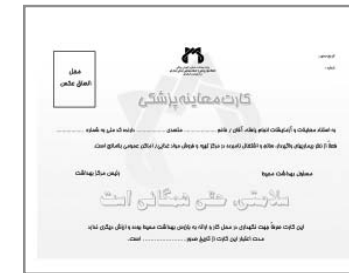 محل
الصاق عکس
کارت معاینه پزشکی
به استناد معاینات و آزمایشات انجام یافته، آقای / خانم ............ متصدی ............ دارنده کد ملی به شماره ............
فعلاً از نظر بیماریهای واگیردار، سالم و اشتغال نامبرده در مراکز تهیه و فروش مواد غذایی / اماکن عمومی بلامانع است.
مسئول بهداشت محیط
رئیس مرکز بهداشت
سلامتی، حق همگانی است
این کارت صرفاً جهت نگهداری در محل کار و ارائه به بازرس بهداشت محیط بوده و ارزش دیگری ندارد
مدت اعتبار این کارت از تاریخ صدور ............ است.